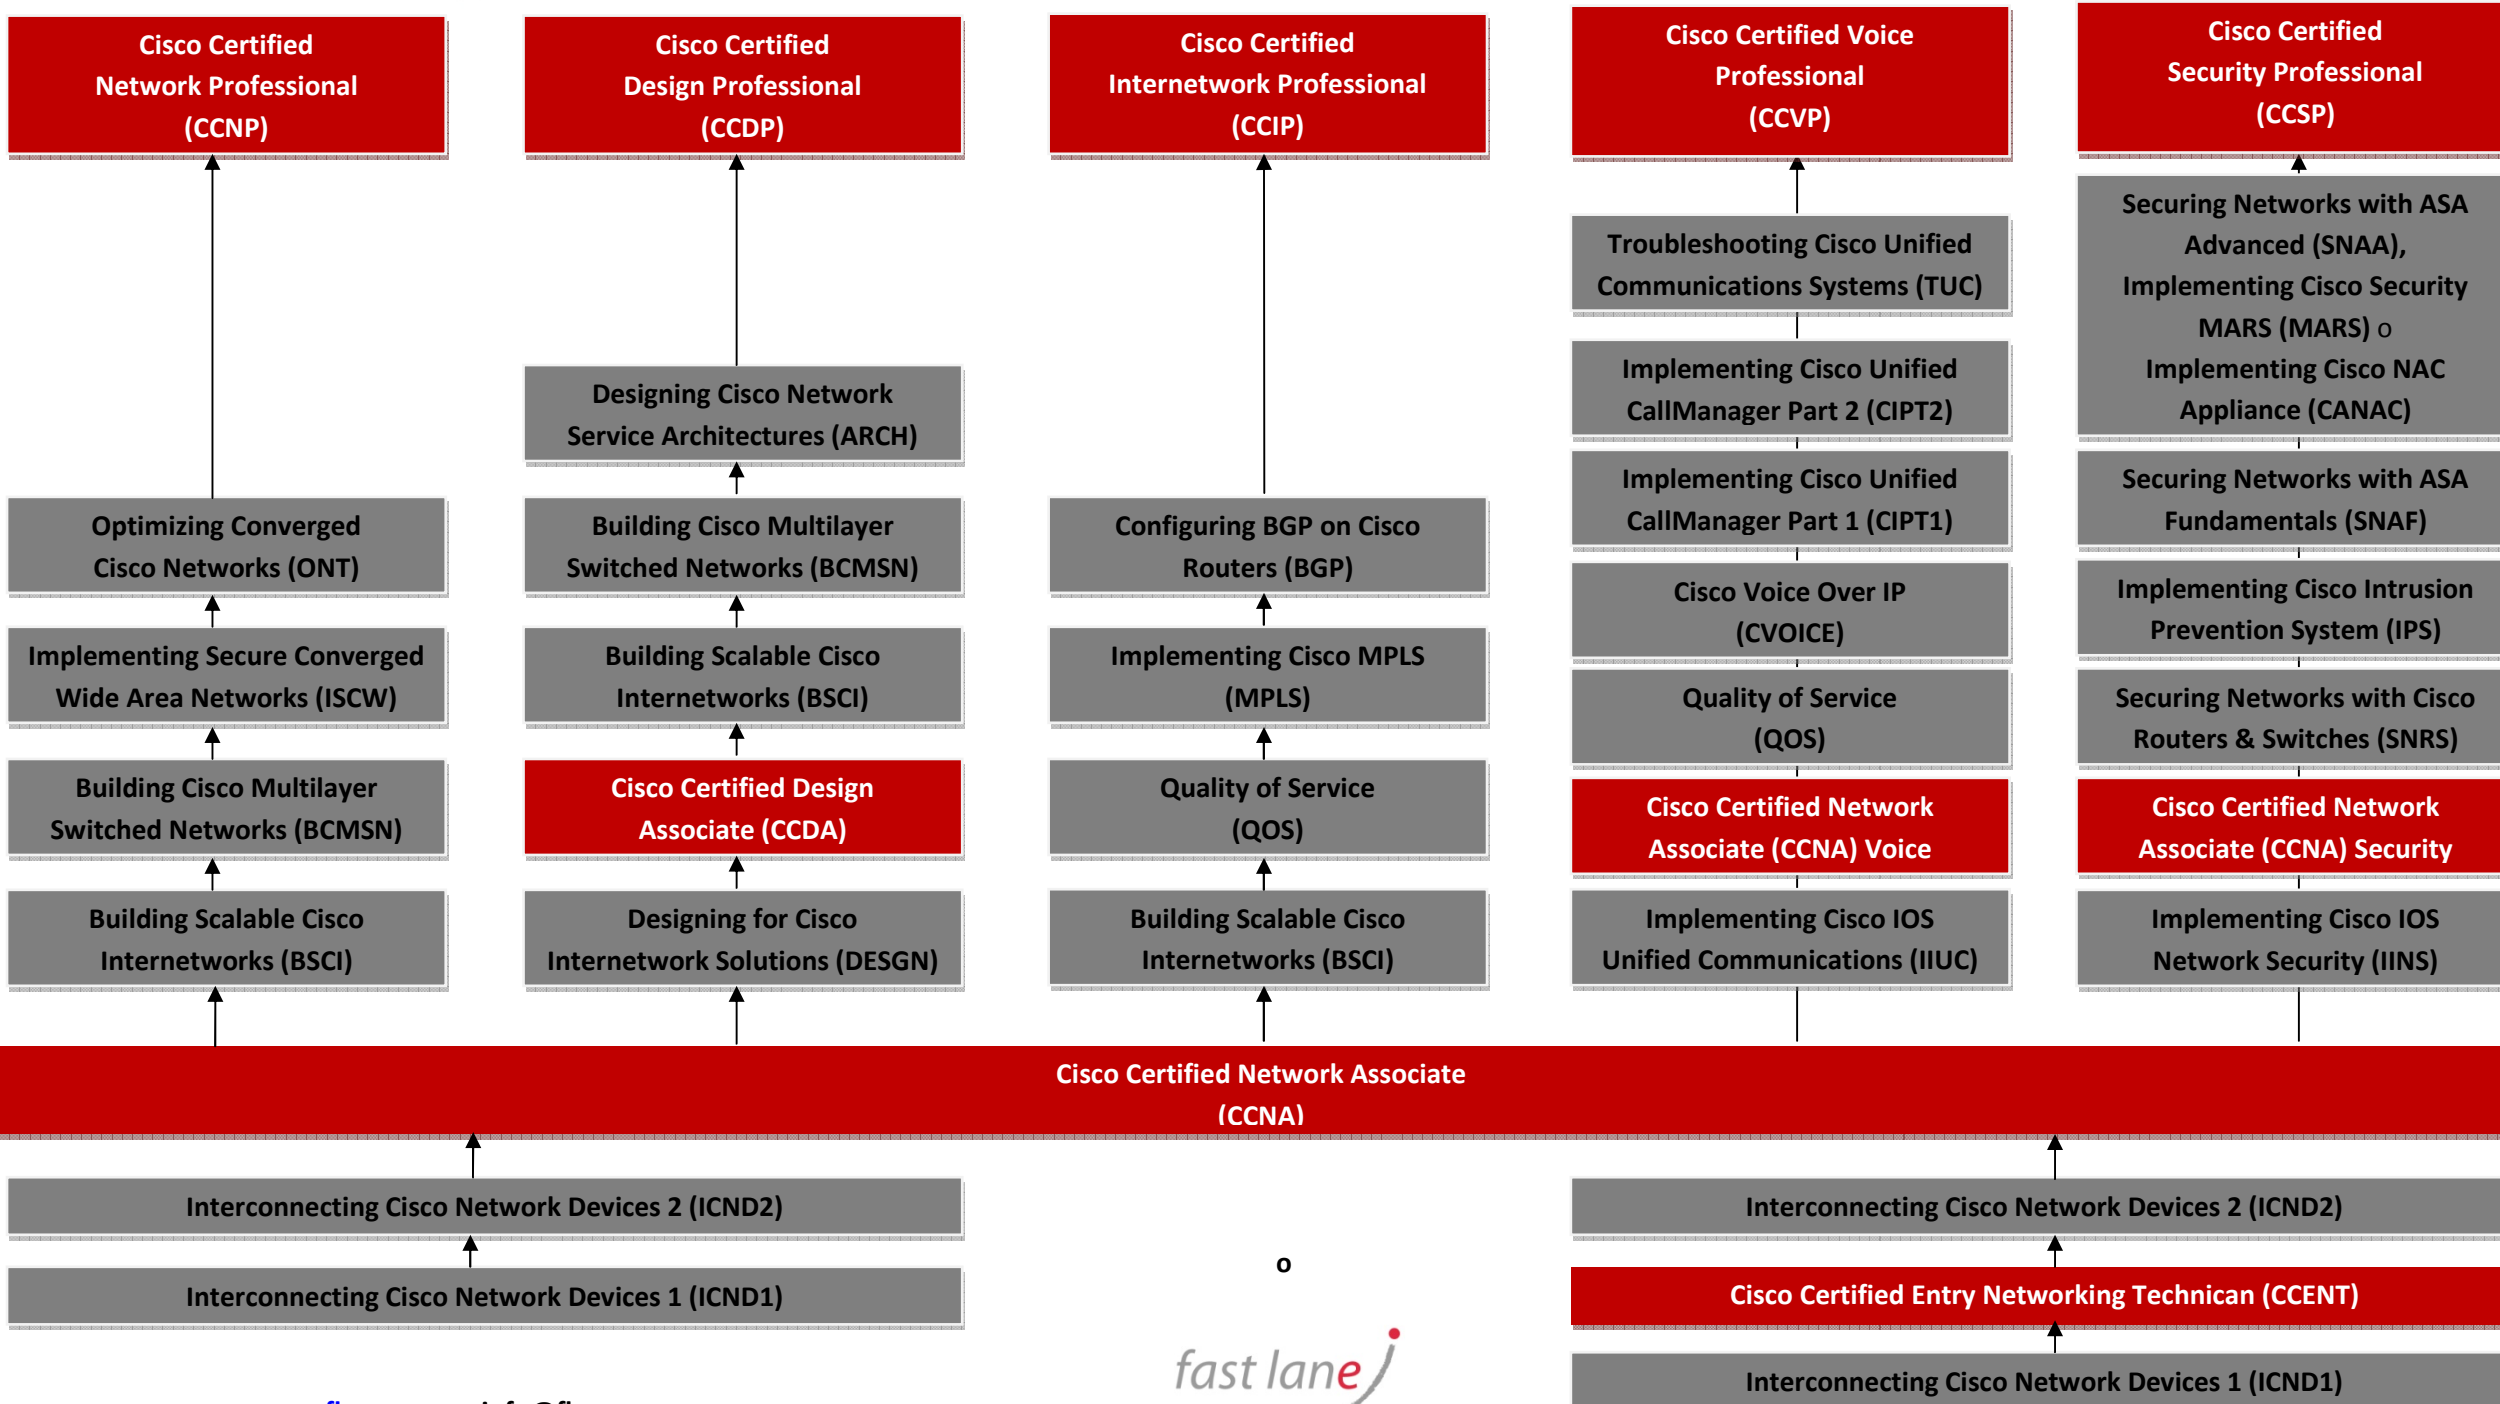 Cisco Certified
Network Professional
(CCNP)
Cisco Certified
Design Professional
(CCDP)
Cisco Certified
Internetwork Professional
(CCIP)
Cisco Certified Voice
Professional
(CCVP)
Cisco Certified
Security Professional
(CCSP)
Troubleshooting Cisco Unified
Communications Systems (TUC)
Securing Networks with ASA
Advanced (SNAA),
Implementing Cisco Security
MARS (MARS) o
Implementing Cisco NAC
Appliance (CANAC)
Designing Cisco Network
Service Architectures (ARCH)
Implementing Cisco Unified
CallManager Part 2 (CIPT2)
Optimizing Converged
Cisco Networks (ONT)
Building Cisco Multilayer
Switched Networks (BCMSN)
Configuring BGP on Cisco
Routers (BGP)
Implementing Cisco Unified
CallManager Part 1 (CIPT1)
Securing Networks with ASA
Fundamentals (SNAF)
Cisco Voice Over IP
(CVOICE)
Implementing Cisco Intrusion
Prevention System (IPS)
Implementing Secure Converged
Wide Area Networks (ISCW)
Building Scalable Cisco
Internetworks (BSCI)
Implementing Cisco MPLS
(MPLS)
Quality of Service
(QOS)
Securing Networks with Cisco
Routers & Switches (SNRS)
Building Cisco Multilayer
Switched Networks (BCMSN)
Cisco Certified Design
Associate (CCDA)
Quality of Service
(QOS)
Cisco Certified Network
Associate (CCNA) Voice
Cisco Certified Network
Associate (CCNA) Security
Building Scalable Cisco
Internetworks (BSCI)
Designing for Cisco
Internetwork Solutions (DESGN)
Building Scalable Cisco
Internetworks (BSCI)
Implementing Cisco IOS
Unified Communications (IIUC)
Implementing Cisco IOS
Network Security (IINS)
Cisco Certified Network Associate
(CCNA)
Interconnecting Cisco Network Devices 2 (ICND2)
Interconnecting Cisco Network Devices 2 (ICND2)
o
Interconnecting Cisco Network Devices 1 (ICND1)
Cisco Certified Entry Networking Technican (CCENT)
fast lane
Interconnecting Cisco Network Devices 1 (ICND1)